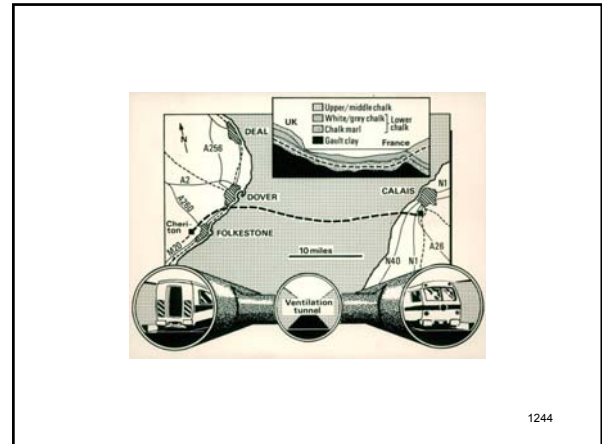 Upper/middle chalk
UK
White/grey chalk
Lower
chalk
Chalk marl
Gault clay
France
N
DEAL
A256
A2
A260
DOVER
CALAIS
N1
Cheri-
ton
FOLKESTONE
M20
10 miles
A26
N40
N1
Ventilation
tunnel
1244